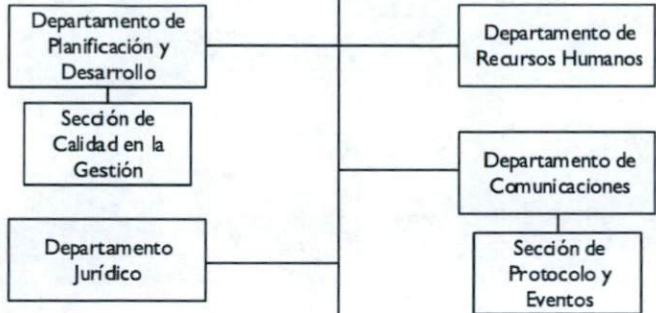 Departamento de
Planificación y
Desarrollo
Departamento de
Recursos Humanos
Sección de
Calidad en la
Gestión
Departamento de
Comunicaciones
Departamento
Jurídico
Sección de
Protocolo y
Eventos